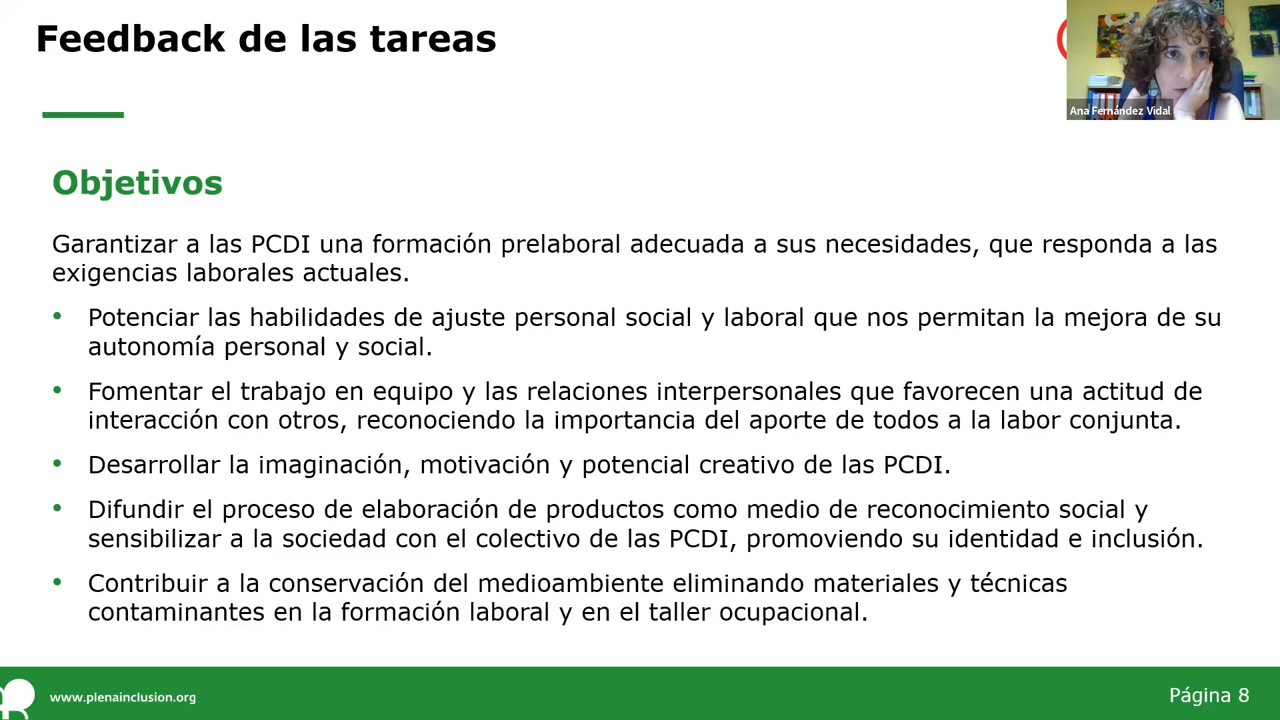 Feedback de las tareas
Ana Fernández Vidal
Objetivos
Garantizar a las PCDI una formación prelaboral adecuada a sus necesidades, que responda a las
exigencias laborales actuales.
• Potenciar las habilidades de ajuste personal social y laboral que nos permitan la mejora de su
autonomía personal y social.
• Fomentar el trabajo en equipo y las relaciones interpersonales que favorecen una actitud de
interacción con otros, reconociendo la importancia del aporte de todos a la labor conjunta.
• Desarrollar la imaginación, motivación y potencial creativo de las PCDI.
• Difundir el proceso de elaboración de productos como medio de reconocimiento social y
sensibilizar a la sociedad con el colectivo de las PCDI, promoviendo su identidad e inclusión.
• Contribuir a la conservación del medioambiente eliminando materiales y técnicas
contaminantes en la formación laboral y en el taller ocupacional.
www.plenainclusion.org
Página 8